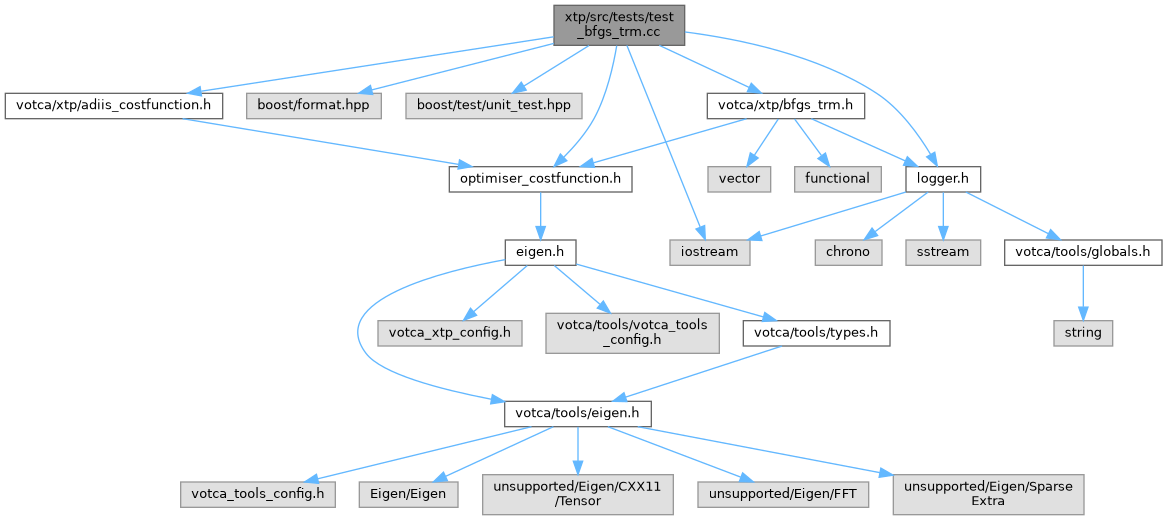 xtp/src/tests/test
_bfgs_trm.cc
votca/xtp/adiis_costfunction.h
boost/format.hpp
boost/test/unit_test.hpp
votca/xtp/bfgs_trm.h
optimiser_costfunction.h
vector
functional
logger.h
eigen.h
iostream
chrono
sstream
votca/tools/globals.h
votca_xtp_config.h
votca/tools/votca_tools
_config.h
votca/tools/types.h
string
votca/tools/eigen.h
votca_tools_config.h
Eigen/Eigen
unsupported/Eigen/CXX11
/Tensor
unsupported/Eigen/FFT
unsupported/Eigen/Sparse
Extra